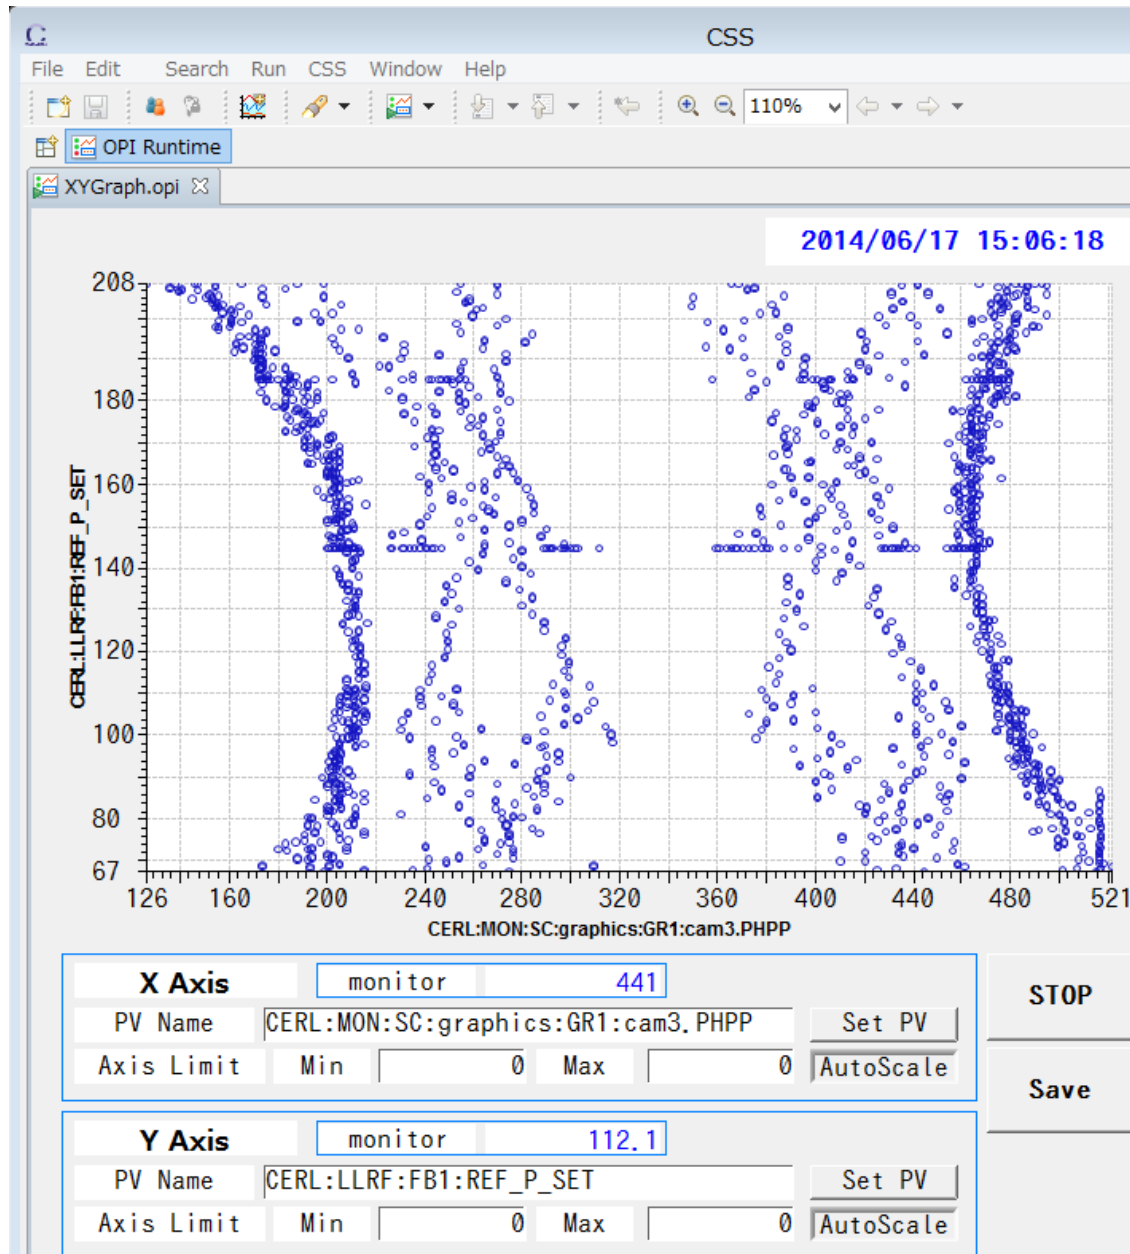 CSS
File Edit Search Run CSS Window Help
110%
OPI Runtime
XYGraph.opi
2014/06/17 15:06:18
208
180
160
140
120
100
80
67
CERL:LLRF:FB1:REF_P_SET
126 160 200 240 280 320 360 400 440 480 521
CERL:MON:SC:graphics:GR1:cam3.PHPP
X Axis monitor 441
PV Name CERL:MON:SC:graphics:GR1:cam3.PHPP Set PV
Axis Limit Min 0 Max 0 AutoScale
STOP
Save
Y Axis monitor 112.1
PV Name CERL:LLRF:FB1:REF_P_SET Set PV
Axis Limit Min 0 Max 0 AutoScale